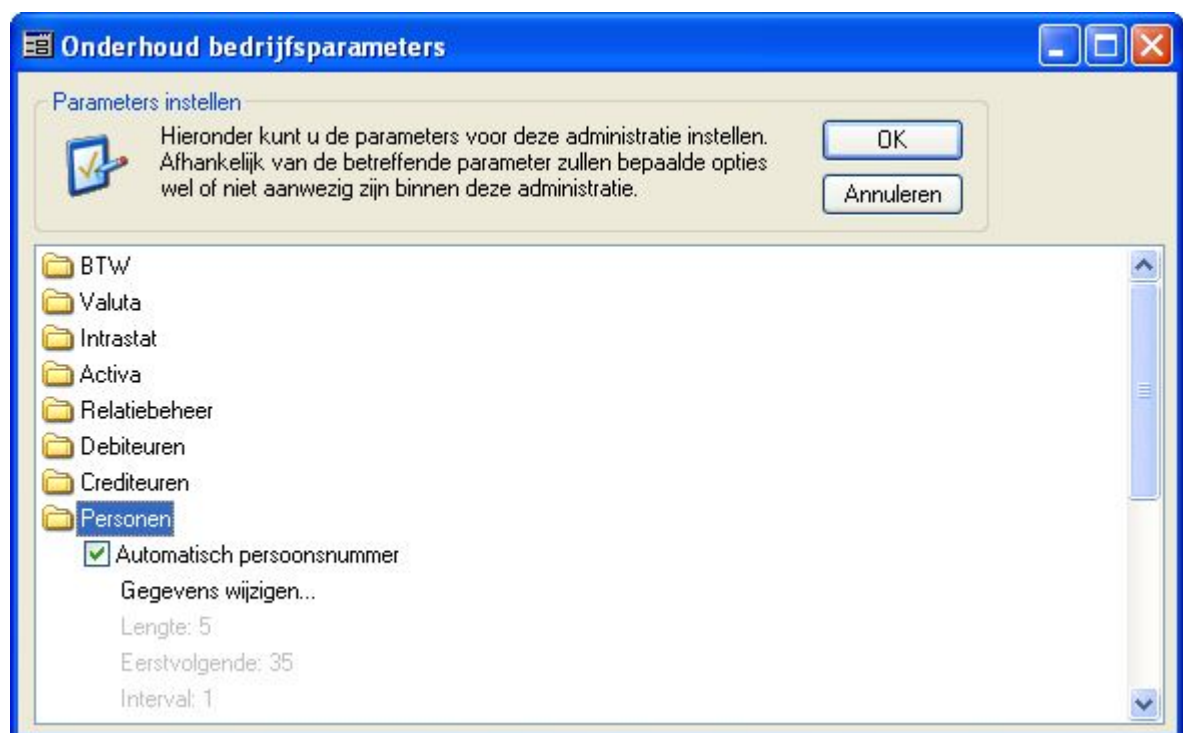 Onderhoud bedrijfsparameters
Parameters instellen
Hieronder kunt u de parameters voor deze administratie instellen.
Afhankelijk van de betreffende parameter zullen bepaalde opties
wel of niet aanwezig zijn binnen deze administratie.
OK
Annuleren
BTW
Valuta
Intrastat
Activa
Relatiebeheer
Debiteuren
Crediteuren
Personen
Automatisch persoonsnummer
Gegevens wijzigen...
Lengte: 5
Eerstvolgende: 35
Interval: 1